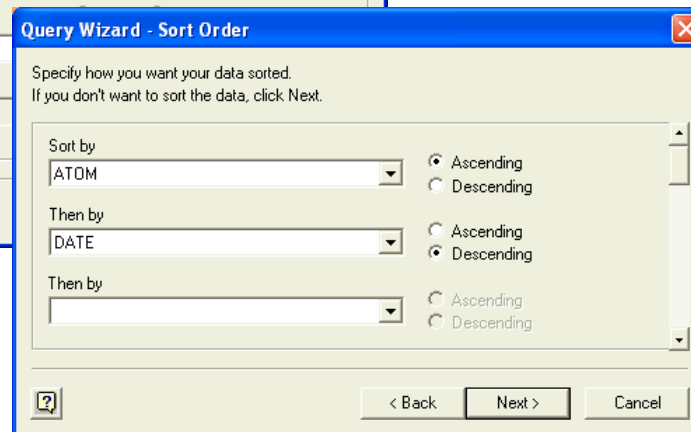 Query Wizard - Sort Order
Specify how you want your data sorted.
If you don't want to sort the data, click Next.
Sort by
ATOM
Ascending
Descending
Then by
DATE
Ascending
Descending
Then by
Ascending
Descending
< Back
Next >
Cancel